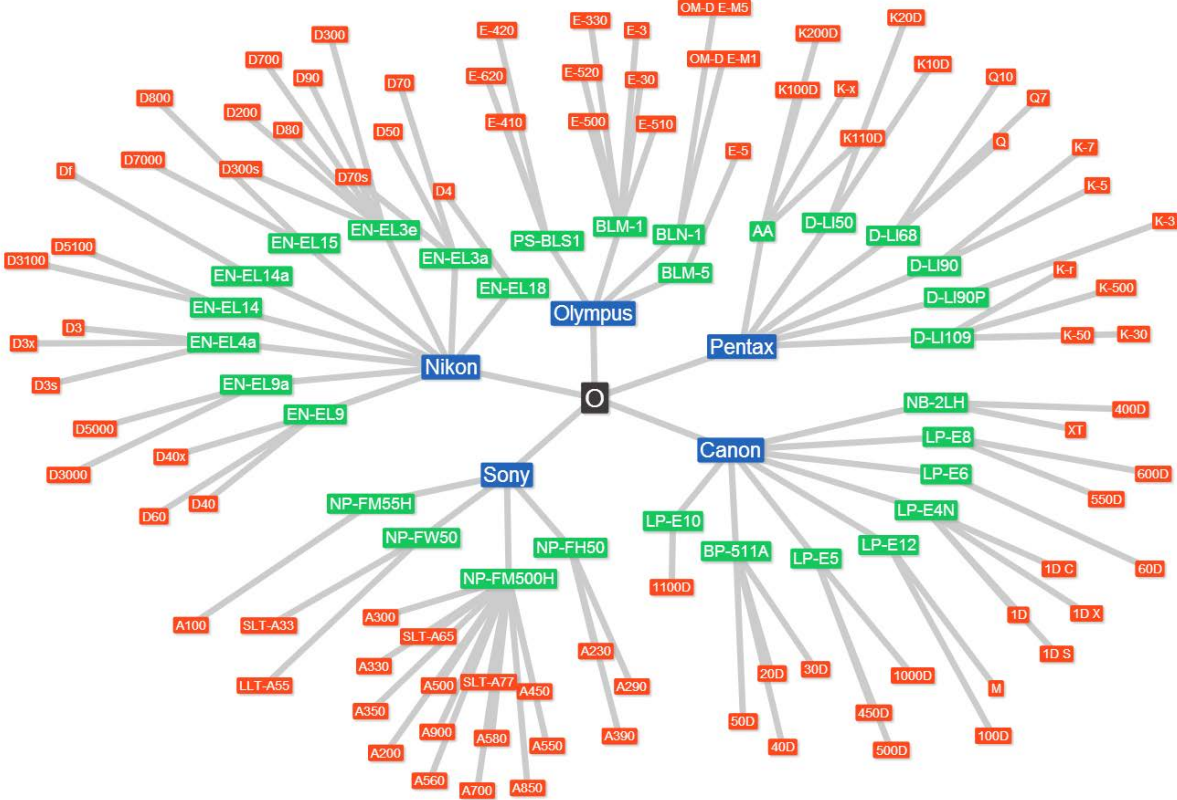 OM-D E-M5
E-330
K20D
E-420
E-3
D300
K200D
D700
OM-D E-M1
K10D
E-620
E-520
D90
E-30
Q10
D70
K100D
K-x
D800
Q7
D200
E-410
E-500
E-510
D80
D50
K110D
Q
K-7
E-5
D7000
Df
D300s
D70s
D4
K-5
K-3
EN-EL3e
BLM-1
BLN-1
AA
D-LI50
D-LI68
PS-BLS1
EN-EL15
D5100
EN-EL3a
D3100
D-LI90
K-r
EN-EL14a
BLM-5
EN-EL18
K-500
D-LI90P
EN-EL14
Olympus
D3
K-50
K-30
D3x
EN-EL4a
D-LI109
Pentax
Nikon
D3s
EN-EL9a
O
NB-2LH
400D
EN-EL9
D5000
XT
LP-E8
Canon
D40x
D3000
Sony
LP-E6
600D
550D
NP-FM55H
D40
LP-E4N
D60
LP-E10
NP-FW50
NP-FH50
BP-511A
LP-E5
LP-E12
1D C
60D
NP-FM500H
1100D
A300
1D
1D X
A100
SLT-A33
SLT-A65
A230
1D S
A330
30D
20D
1000D
LLT-A55
A500
SLT-A77
A450
A290
M
A350
450D
50D
A900
A580
A550
A390
100D
40D
500D
A200
A560
A700
A850